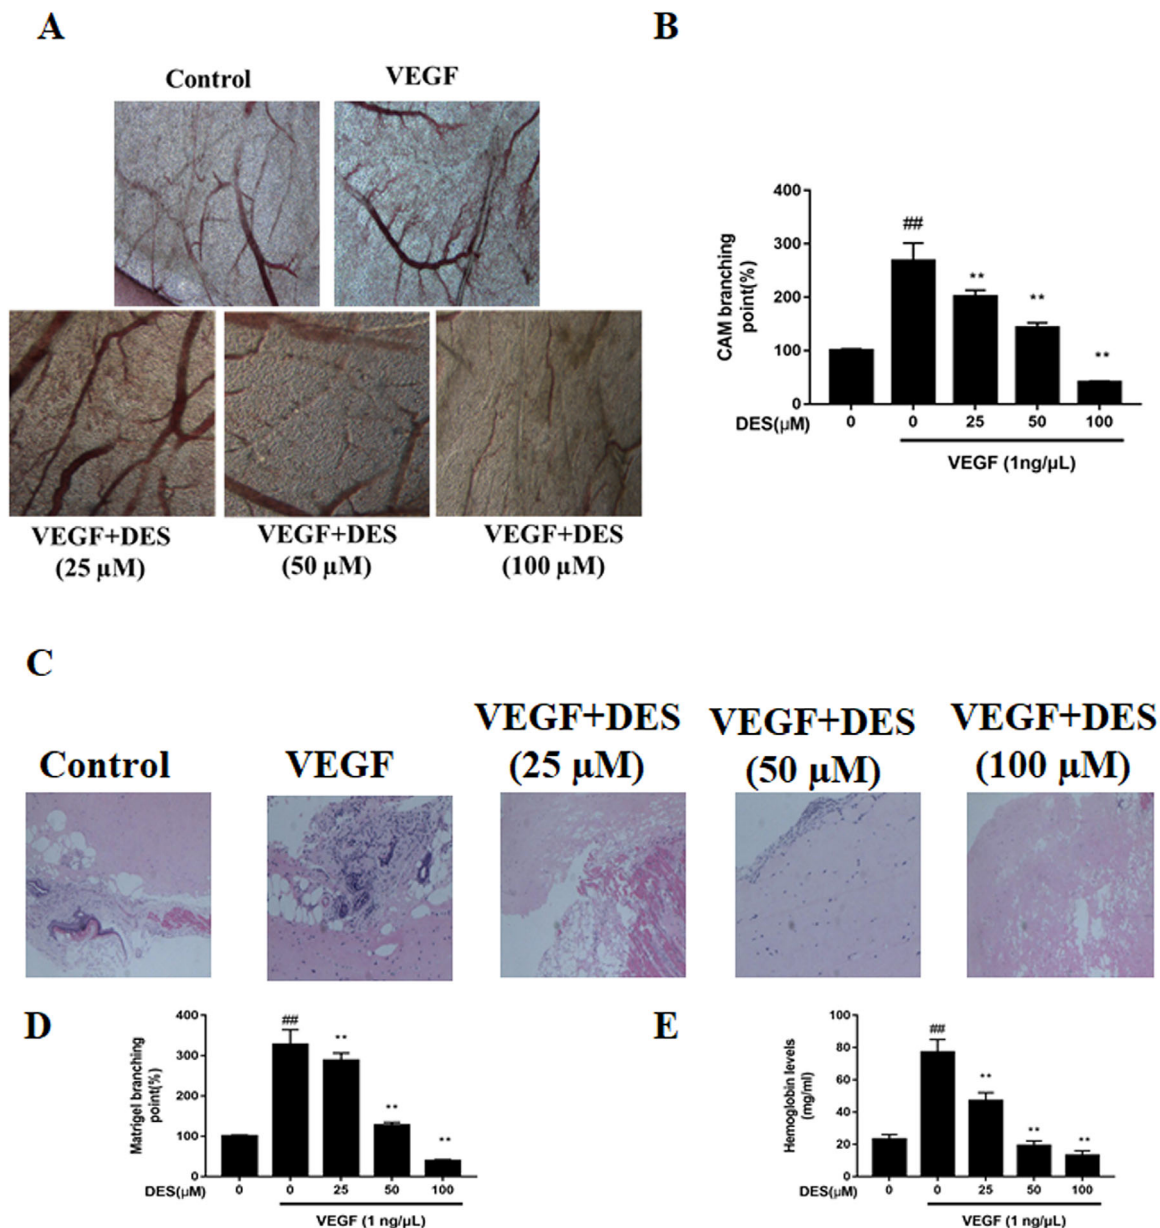 A
Control
VEGF
VEGF+DES
(25 µM)
VEGF+DES
(50 µM)
VEGF+DES
(100 µM)
B
CAM branching
point(%)
400
300
200
100
0
##
**
**
**
DES(µM)
0
0
25
50
100
VEGF (1ng/µL)
C
Control
VEGF
VEGF+DES
(25 µM)
VEGF+DES
(50 µM)
VEGF+DES
(100 µM)
D
Matrigel branching
point(%)
400
300
200
100
0
##
**
**
**
DES(µM)
0
0
25
50
100
VEGF (1 ng/µL)
E
Hemoglobin levels
(mg/ml)
100
80
60
40
20
0
##
**
**
**
DES(µM)
0
0
25
50
100
VEGF (1 ng/µL)